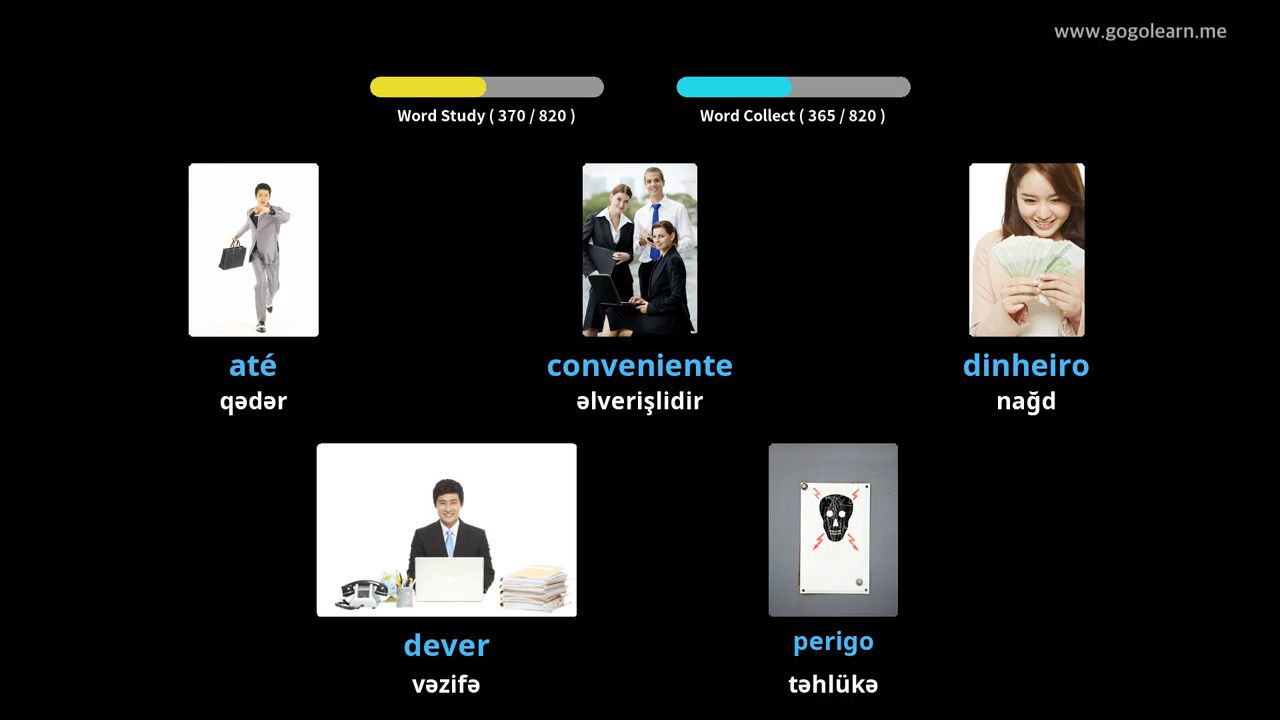 www.gogolearn.me
Word Study ( 370 / 820 )
Word Collect ( 365 / 820 )
até
qədər
conveniente
əlverişlidir
dinheiro
nağd
dever
vəzifə
perigo
təhlükə